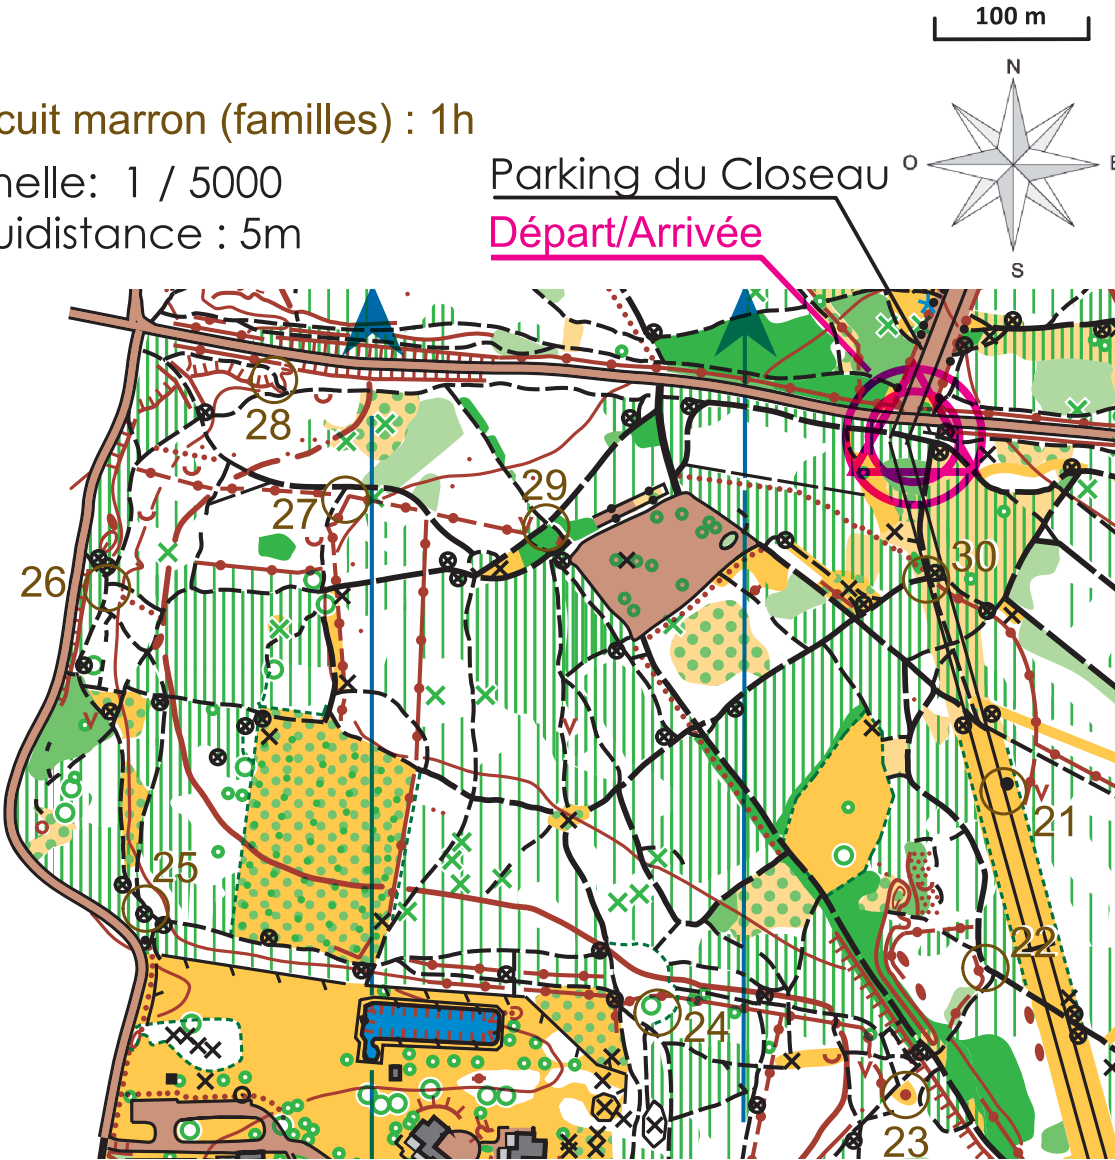 100 m
N
cuit marron (familles) : 1h
O
E
nelle: 1 / 5000
Parking du Closeau
uidistance : 5m
Départ/Arrivée
S
28
29
27
30
26
21
25
22
24
23